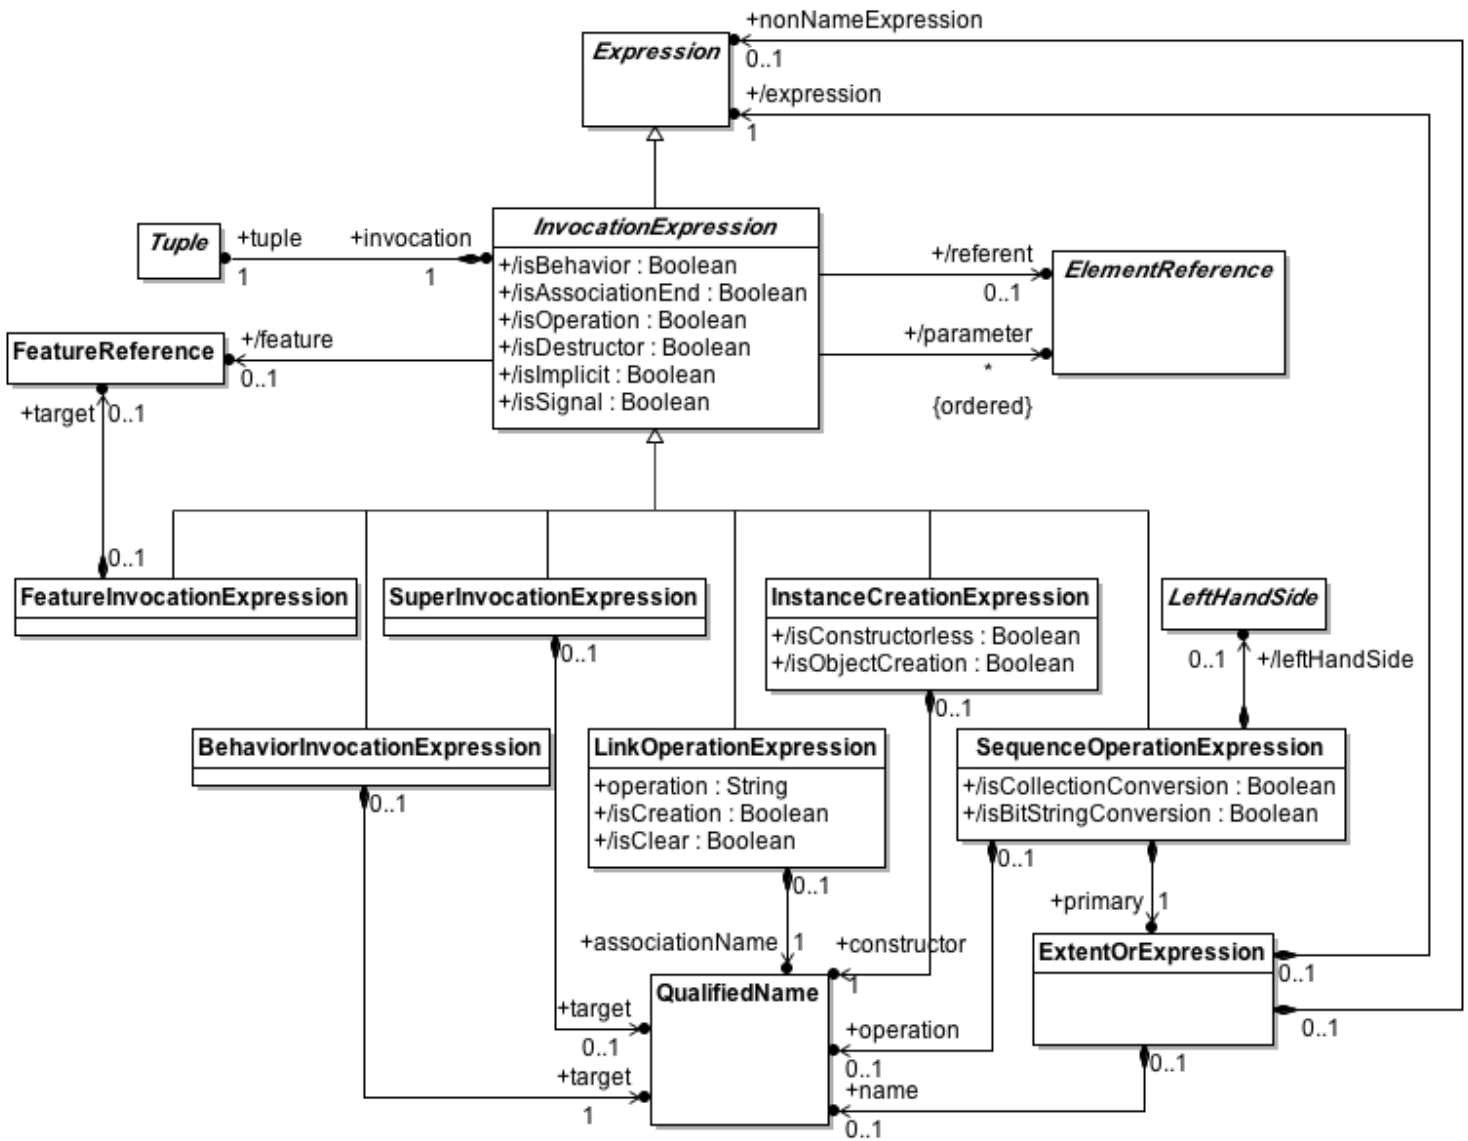 +nonNameExpression
Expression
0..1
+/expression
1
InvocationExpression
+/isBehavior : Boolean
+/isAssociationEnd : Boolean
+/isOperation : Boolean
+/isDestructor : Boolean
+/isImplicit : Boolean
+/isSignal : Boolean
Tuple
+tuple
1
+invocation
1
+/referent
0..1
ElementReference
+/parameter
*
{ordered}
FeatureReference
+/feature
0..1
+target
0..1
0..1
FeatureInvocationExpression
SuperInvocationExpression
0..1
InstanceCreationExpression
+/isConstructorless : Boolean
+/isObjectCreation : Boolean
0..1
LeftHandSide
0..1
+/leftHandSide
BehaviorInvocationExpression
0..1
LinkOperationExpression
+operation : String
+/isCreation : Boolean
+/isClear : Boolean
0..1
SequenceOperationExpression
+/isCollectionConversion : Boolean
+/isBitStringConversion : Boolean
0..1
+primary
1
+associationName
1
+constructor
1
ExtentOrExpression
0..1
0..1
0..1
QualifiedName
+target
0..1
+target
1
+operation
0..1
+name
0..1